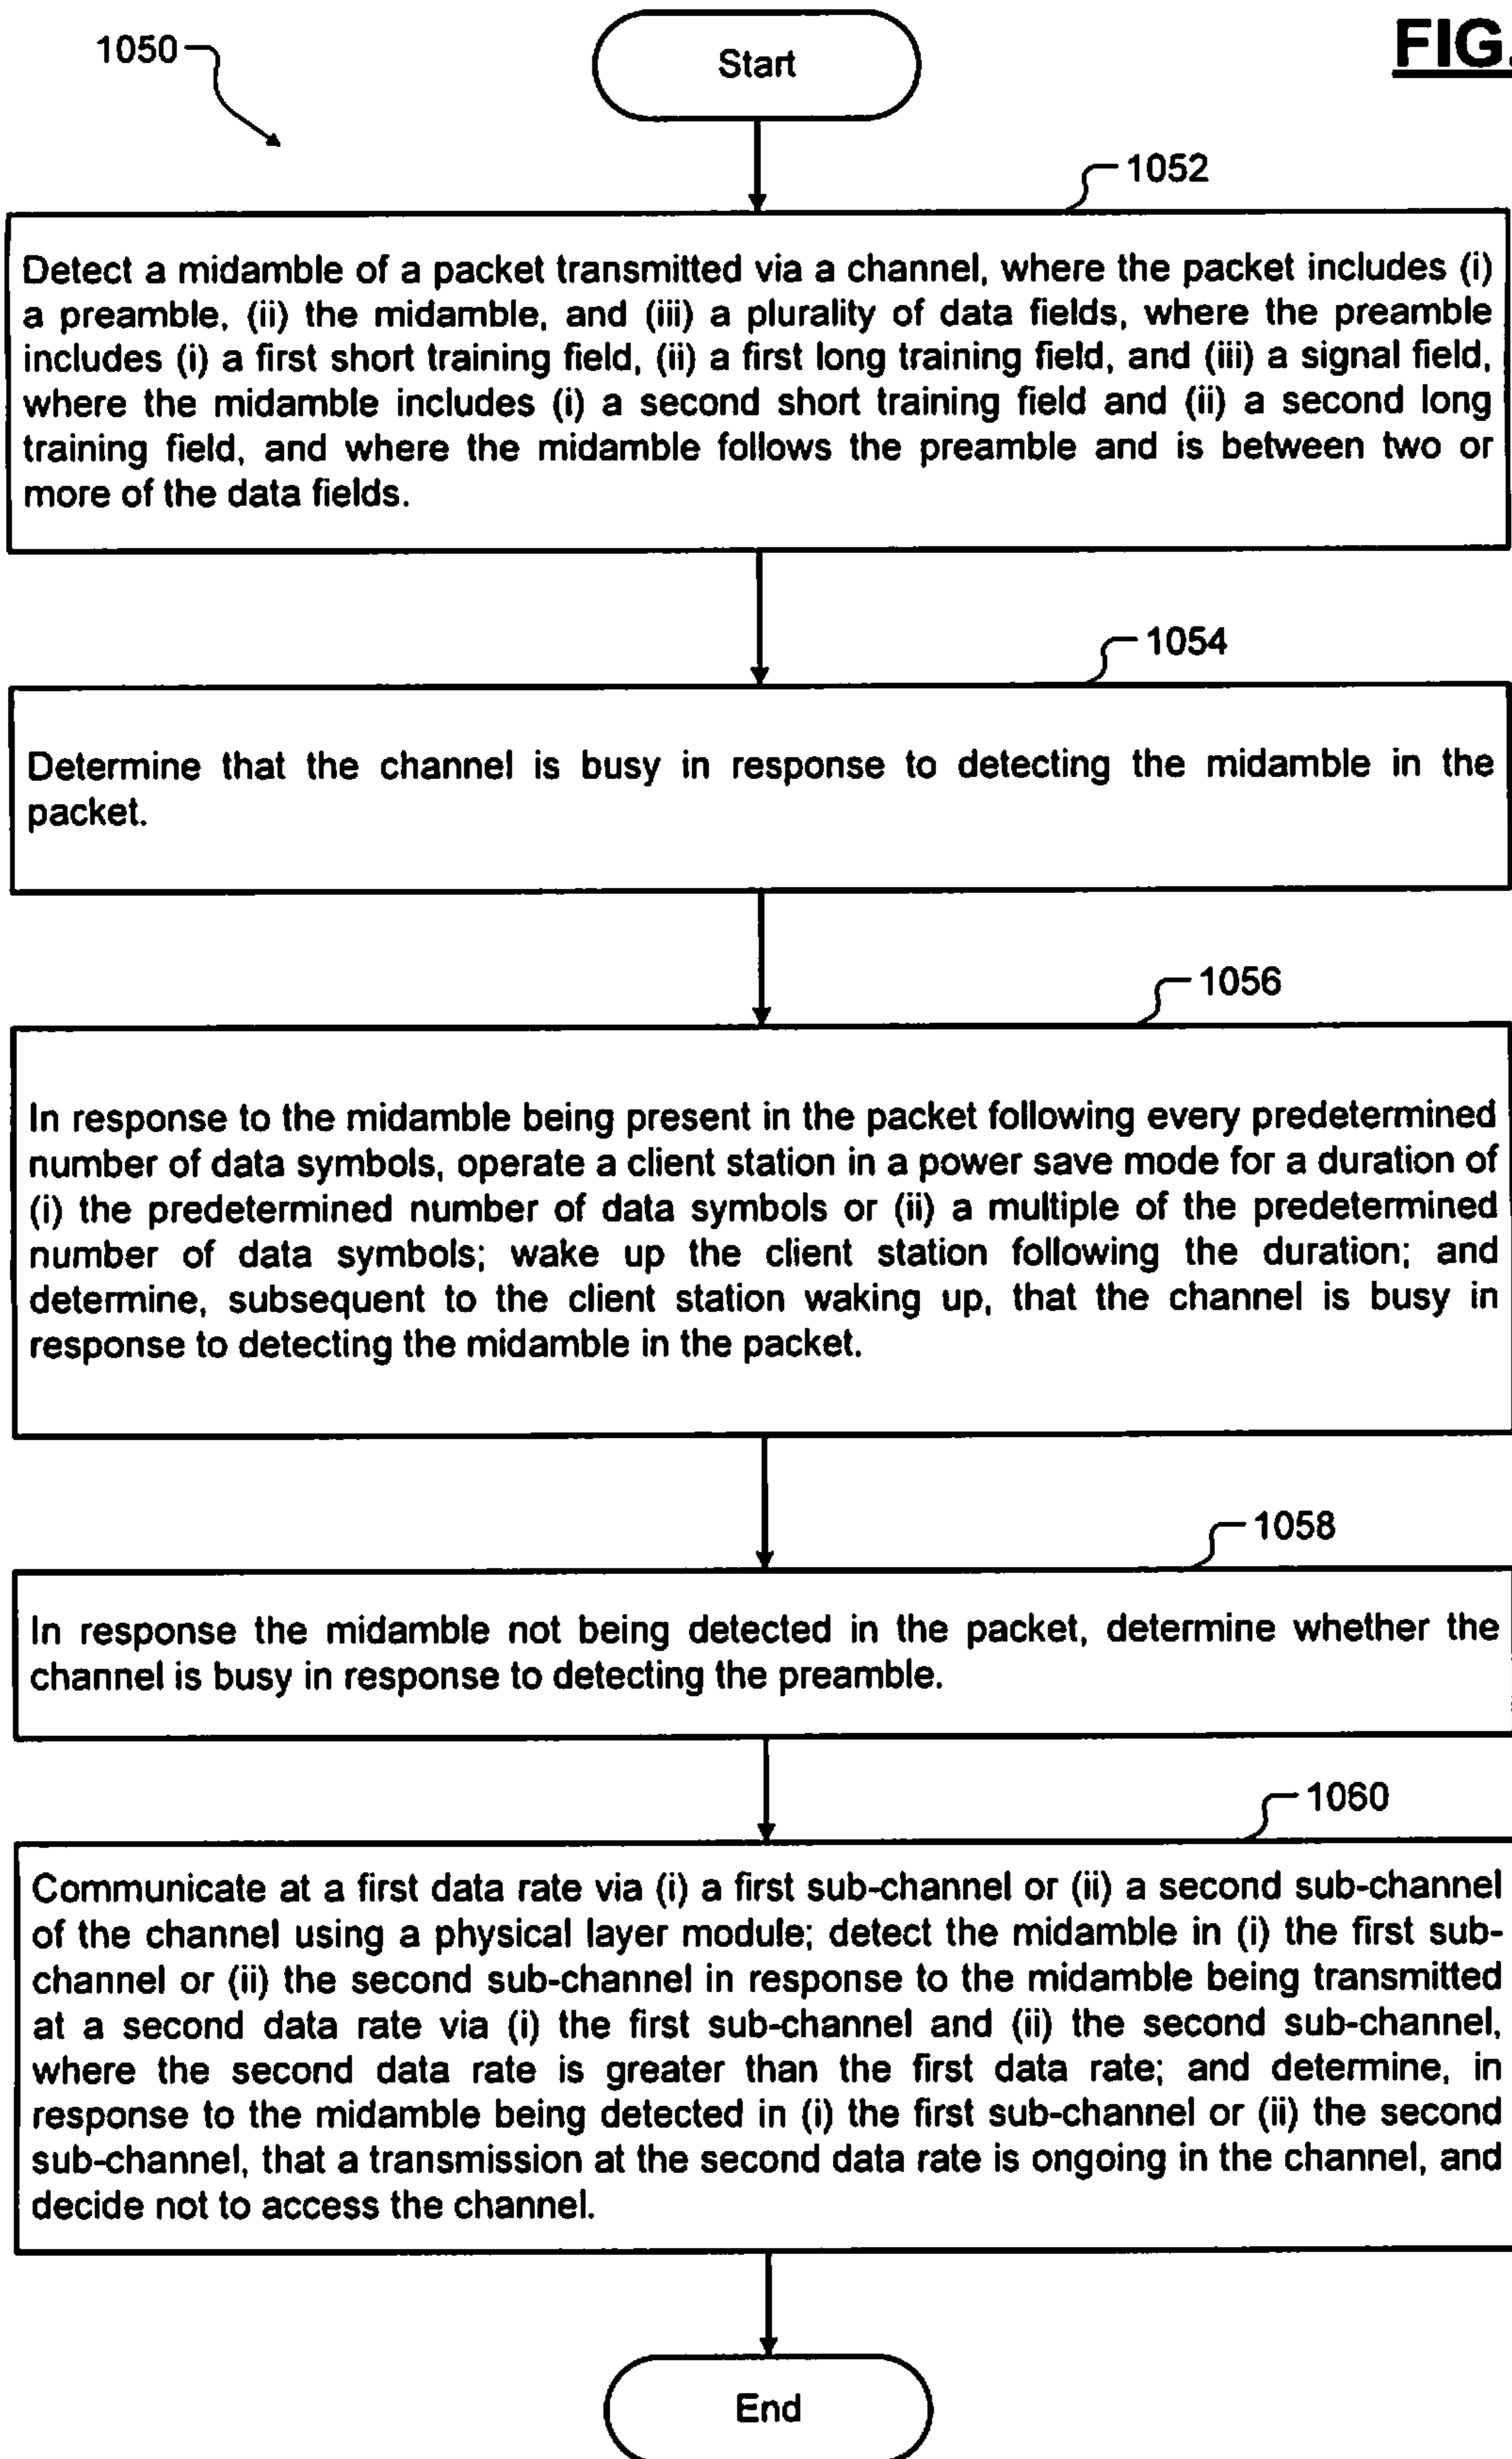 1050
Start
FIG.
1052
Detect a midamble of a packet transmitted via a channel, where the packet includes (i)
a preamble, (ii) the midamble, and (iii) a plurality of data fields, where the preamble
includes (i) a first short training field, (ii) a first long training field, and (iii) a signal field,
where the midamble includes (i) a second short training field and (ii) a second long
training field, and where the midamble follows the preamble and is between two or
more of the data fields.
1054
Determine that the channel is busy in response to detecting the midamble in the
packet.
1056
In response to the midamble being present in the packet following every predetermined
number of data symbols, operate a client station in a power save mode for a duration of
(i) the predetermined number of data symbols or (ii) a multiple of the predetermined
number of data symbols; wake up the client station following the duration; and
determine, subsequent to the client station waking up, that the channel is busy in
response to detecting the midamble in the packet.
1058
In response the midamble not being detected in the packet, determine whether the
channel is busy in response to detecting the preamble.
1060
Communicate at a first data rate via (i) a first sub-channel or (ii) a second sub-channel
of the channel using a physical layer module; detect the midamble in (i) the first sub-
channel or (ii) the second sub-channel in response to the midamble being transmitted
at a second data rate via (i) the first sub-channel and (ii) the second sub-channel,
where the second data rate is greater than the first data rate; and determine, in
response to the midamble being detected in (i) the first sub-channel or (ii) the second
sub-channel, that a transmission at the second data rate is ongoing in the channel, and
decide not to access the channel.
End